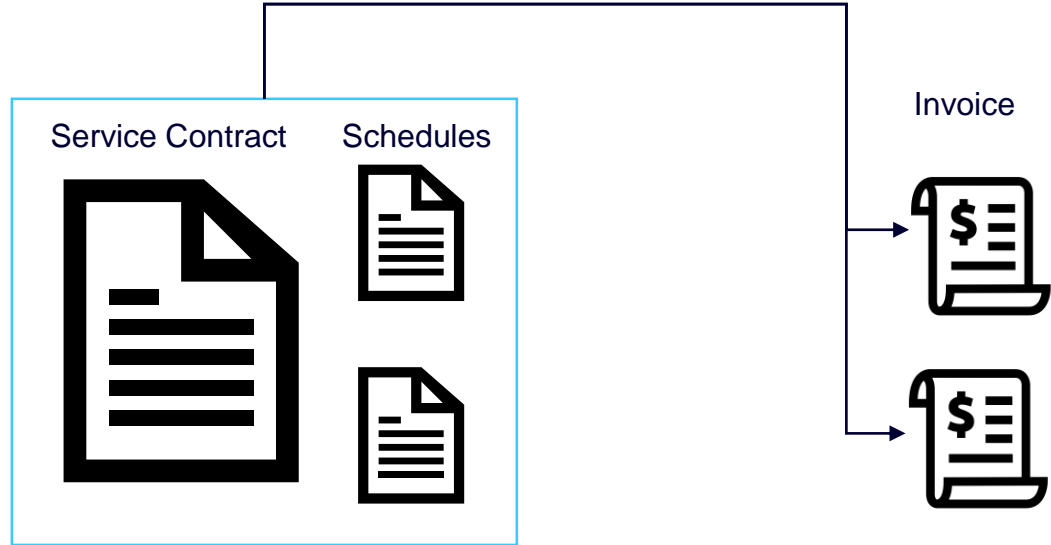 Service Contract
Schedules
Invoice
$
$